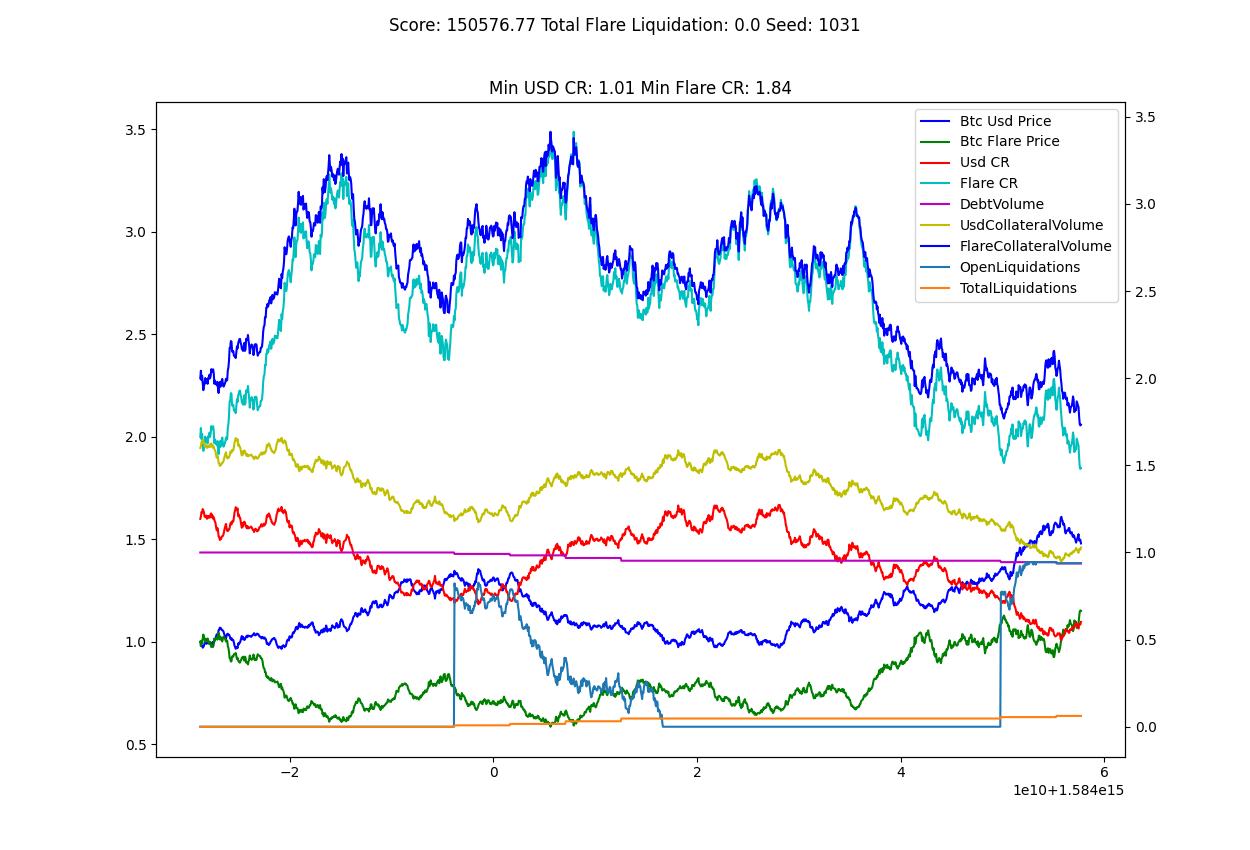 Score: 150576.77 Total Flare Liquidation: 0.0 Seed: 1031
Min USD CR: 1.01 Min Flare CR: 1.84
3.5
3.0
2.5
2.0
1.5
1.0
0.5
Btc Usd Price
Btc Flare Price
Usd CR
Flare CR
DebtVolume
UsdCollateralVolume
FlareCollateralVolume
OpenLiquidations
TotalLiquidations
3.5
3.0
2.5
2.0
1.5
1.0
0.5
0.0
−2 0 2 4 6
1e10+1.584e15